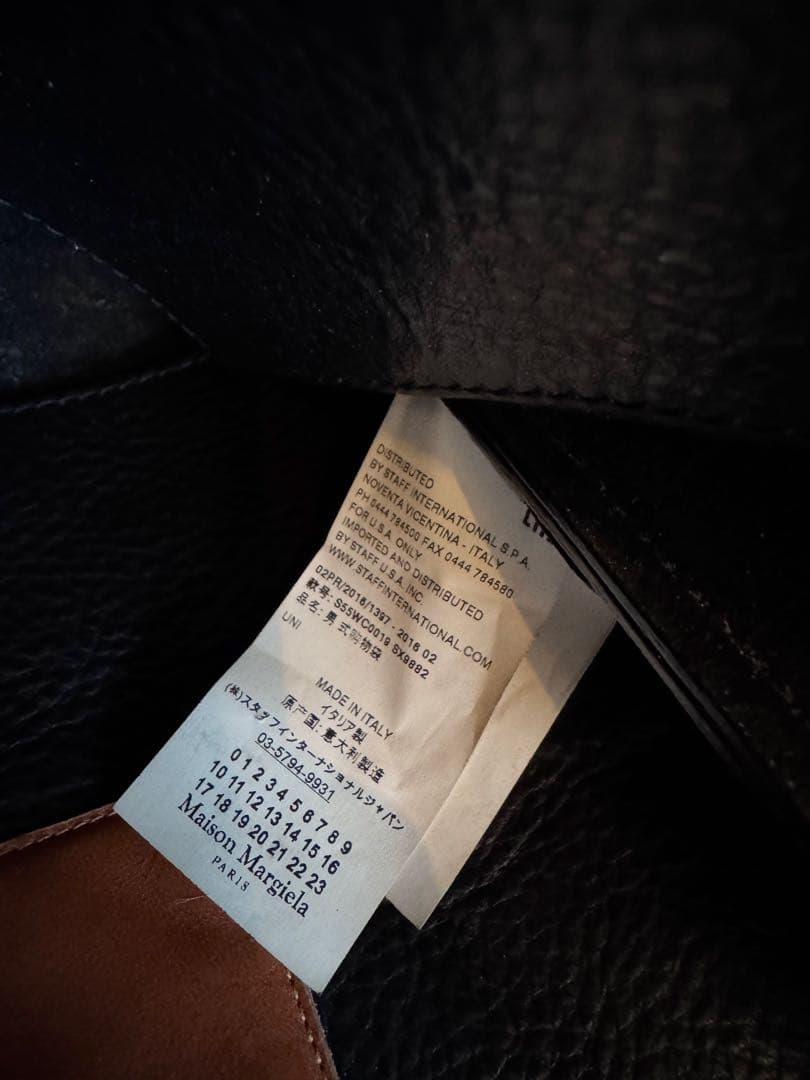 DISTRIBUTED
BY STAFF INTERNATIONAL S.P.A.
NOVENTA VICENTINA - ITALY
PH 0444 784500 FAX 0444 784580
FOR U.S.A. ONLY
IMPORTED AND DISTRIBUTED
BY STAFF U.S.A. INC.
WWW.STAFFINTERNATIONAL.COM
02PR/2016/1397 - 2016 02
款号: S55WC0019 SX9882
品名: 男式购物袋
UNI
MADE IN ITALY
イタリア製
原产国: 意大利製造
(株)スタッフインターナショナルジャパン
03-5794-9931
0 1 2 3 4 5 6 7 8 9
10 11 12 13 14 15 16
17 18 19 20 21 22 23
Maison Margiela
PARIS